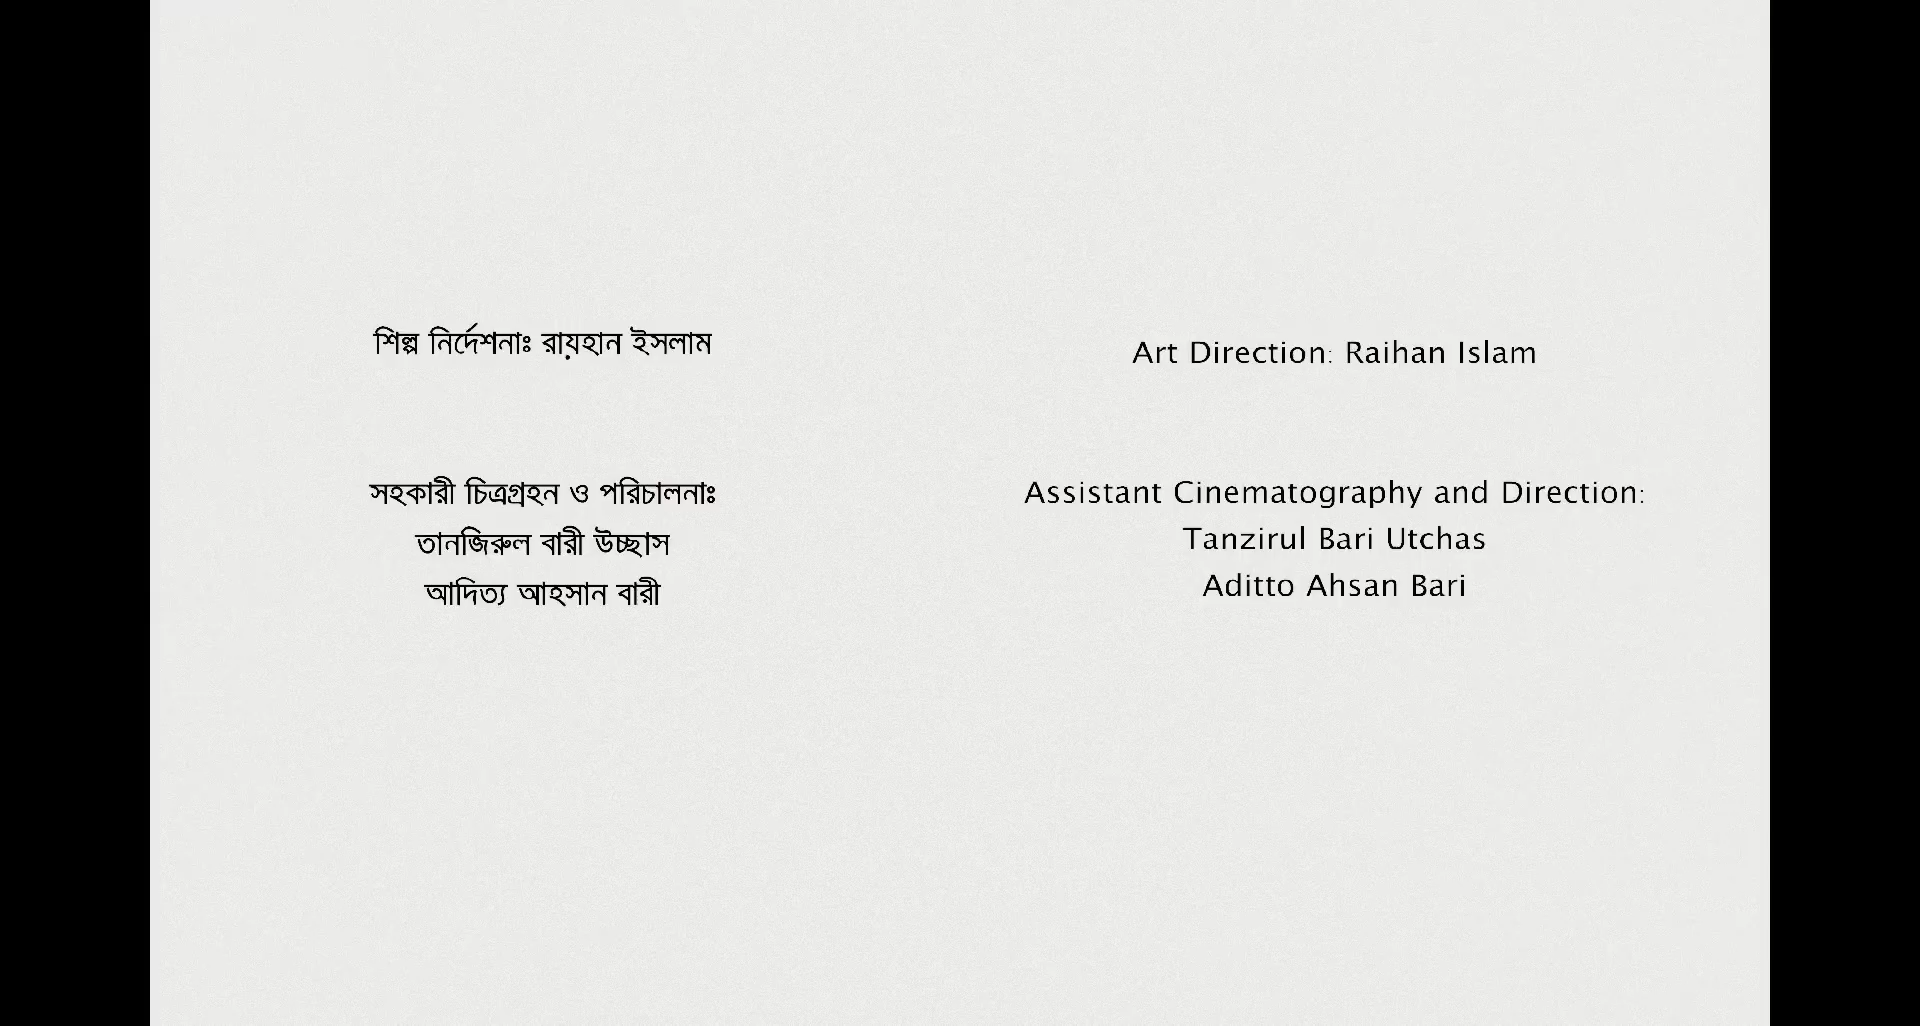 শিল্প নির্দেশনাঃ রায়হান ইসলাম
সহকারী চিত্রগ্রহন ও পরিচালনাঃ
তানজিরুল বারী উচ্ছাস
আদিত্য আহসান বারী
Art Direction: Raihan Islam
Assistant Cinematography and Direction:
Tanzirul Bari Utchas
Aditto Ahsan Bari